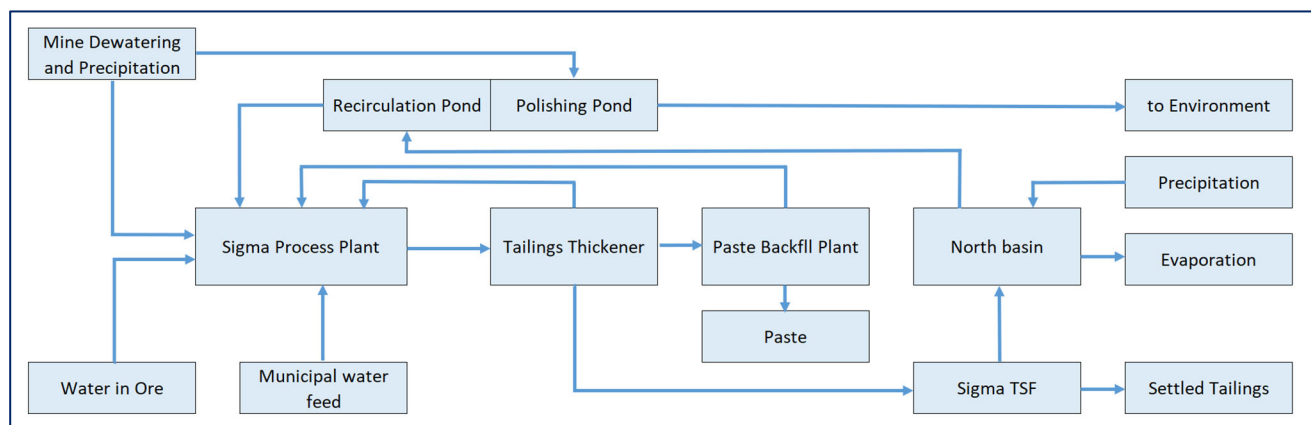 Mine Dewatering
and Precipitation
Recirculation Pond
Polishing Pond
to Environment
Precipitation
Sigma Process Plant
Tailings Thickener
Paste Backfll Plant
North basin
Evaporation
Paste
Water in Ore
Municipal water
feed
Sigma TSF
Settled Tailings